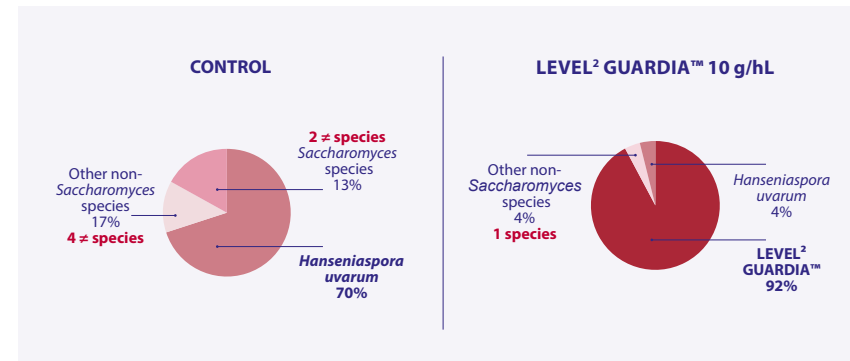 CONTROL
2 ≠ species
Saccharomyces
species
13%
Other non-
Saccharomyces
species
17%
4 ≠ species
Hanseniaspora
uvarum
70%
LEVEL² GUARDIA™ 10 g/hL
Other non-
Saccharomyces
species
4%
1 species
Hanseniaspora
uvarum
4%
LEVEL²
GUARDIA™
92%